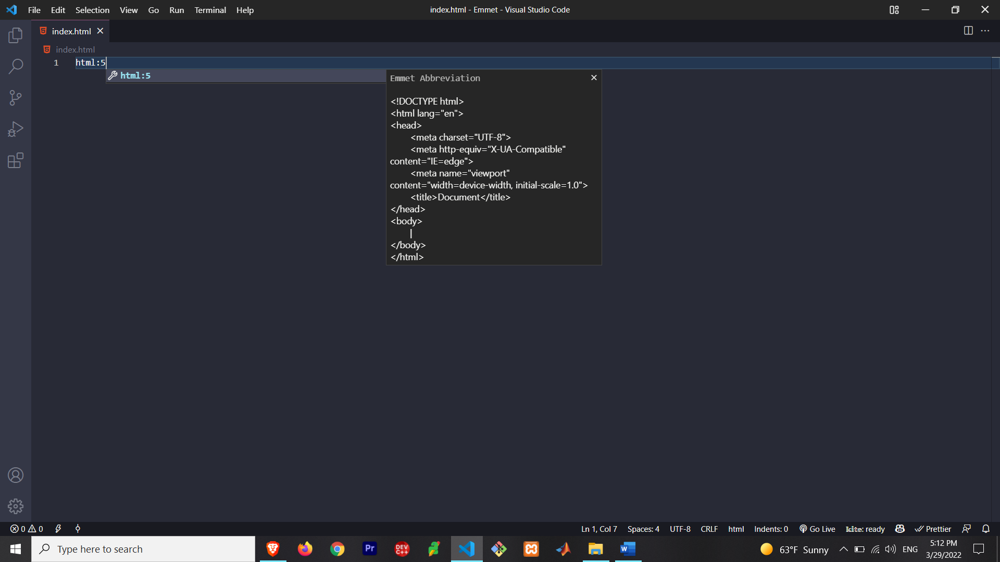 File Edit Selection View Go Run Terminal Help
index.html - Emmet - Visual Studio Code
index.html
index.html
1 html:5
html:5
Emmet Abbreviation
<!DOCTYPE html>
<html lang="en">
<head>
<meta charset="UTF-8">
<meta http-equiv="X-UA-Compatible"
content="IE=edge">
<meta name="viewport"
content="width=device-width, initial-scale=1.0">
<title>Document</title>
</head>
<body>
|
</body>
</html>
0 0 Ln 1, Col 7 Spaces: 4 UTF-8 CRLF html Indents: 0 Go Live kite: ready Prettier
Type here to search
Pr
DEV
C++
W
63°F Sunny
ENG
5:12 PM
3/29/2022